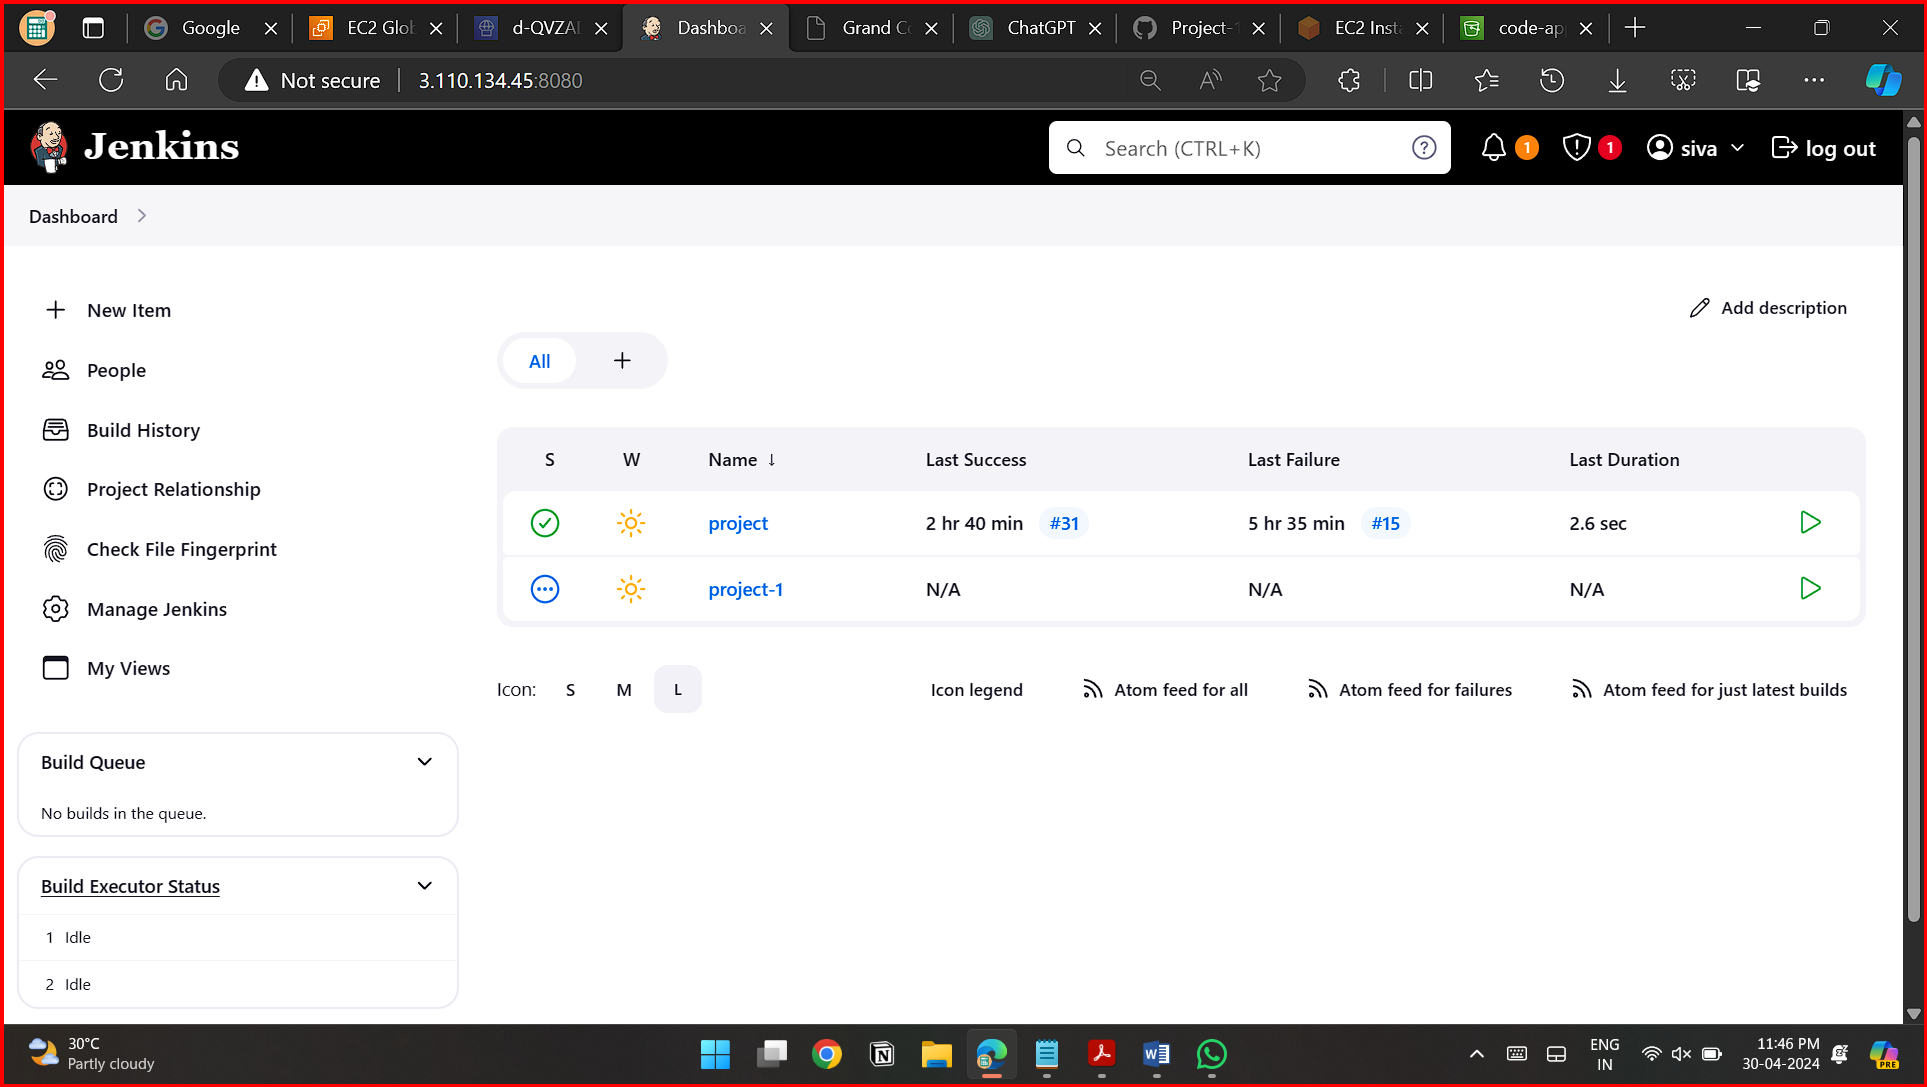 Google
EC2 Glob
d-QVZAL
Dashboa
Grand Co
ChatGPT
Project-1
EC2 Insta
code-app
Not secure
3.110.134.45:8080
Jenkins
Search (CTRL+K)
1
1
siva
log out
Dashboard
New Item
People
Build History
Project Relationship
Check File Fingerprint
Manage Jenkins
My Views
Add description
All
S W Name ↓ Last Success Last Failure Last Duration
project 2 hr 40 min #31 5 hr 35 min #15 2.6 sec
project-1 N/A N/A N/A
Icon: S M L
Icon legend
Atom feed for all
Atom feed for failures
Atom feed for just latest builds
Build Queue
No builds in the queue.
Build Executor Status
1 Idle
2 Idle
30°C
Partly cloudy
ENG
IN
11:46 PM
30-04-2024
PRE